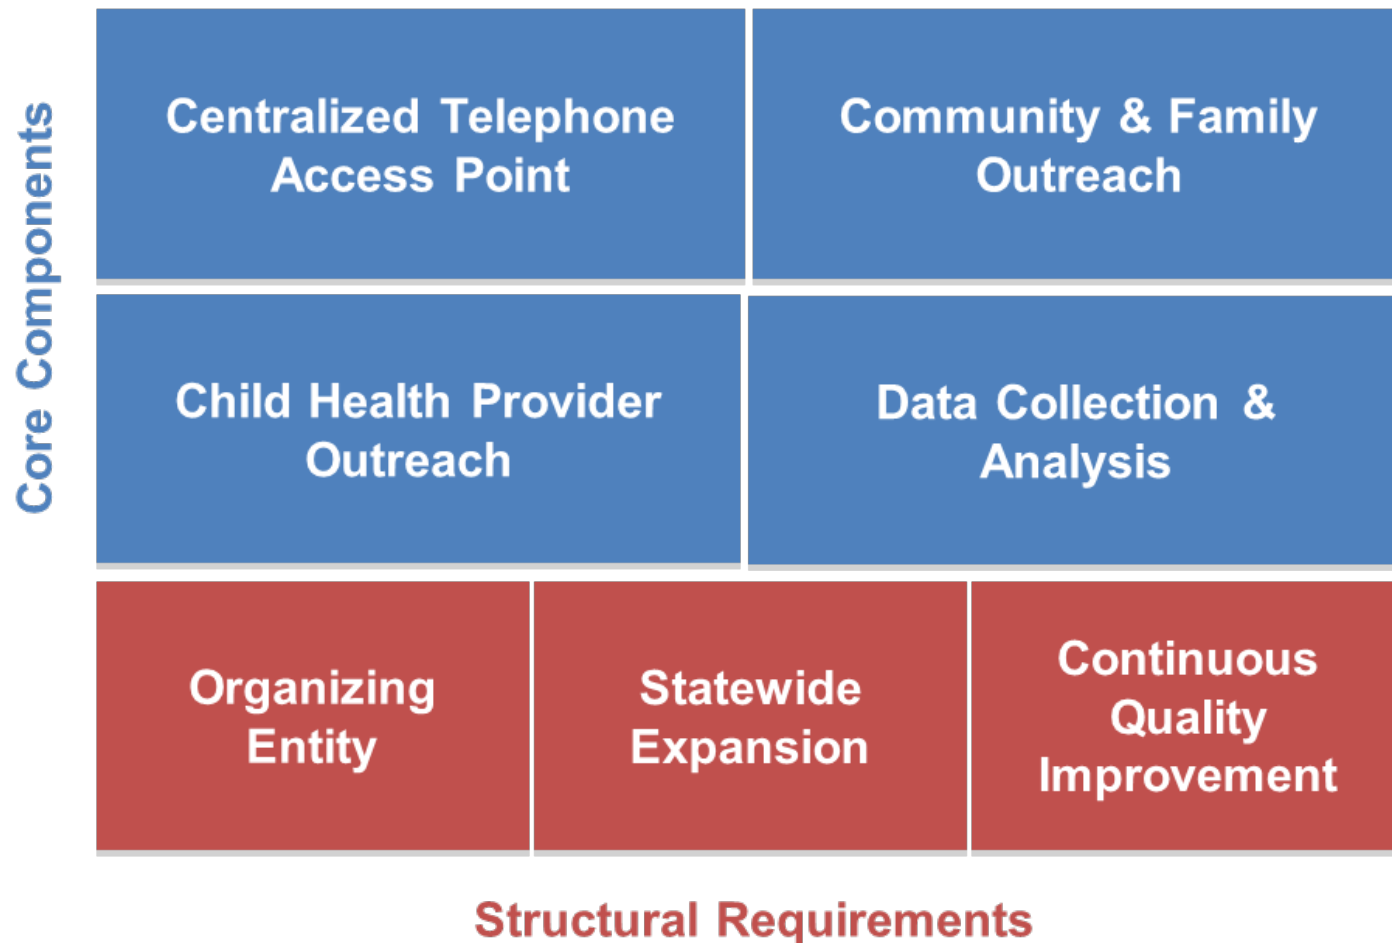 Core Components
Centralized Telephone
Access Point
Community & Family
Outreach
Child Health Provider
Outreach
Data Collection &
Analysis
Organizing
Entity
Statewide
Expansion
Continuous
Quality
Improvement
Structural Requirements